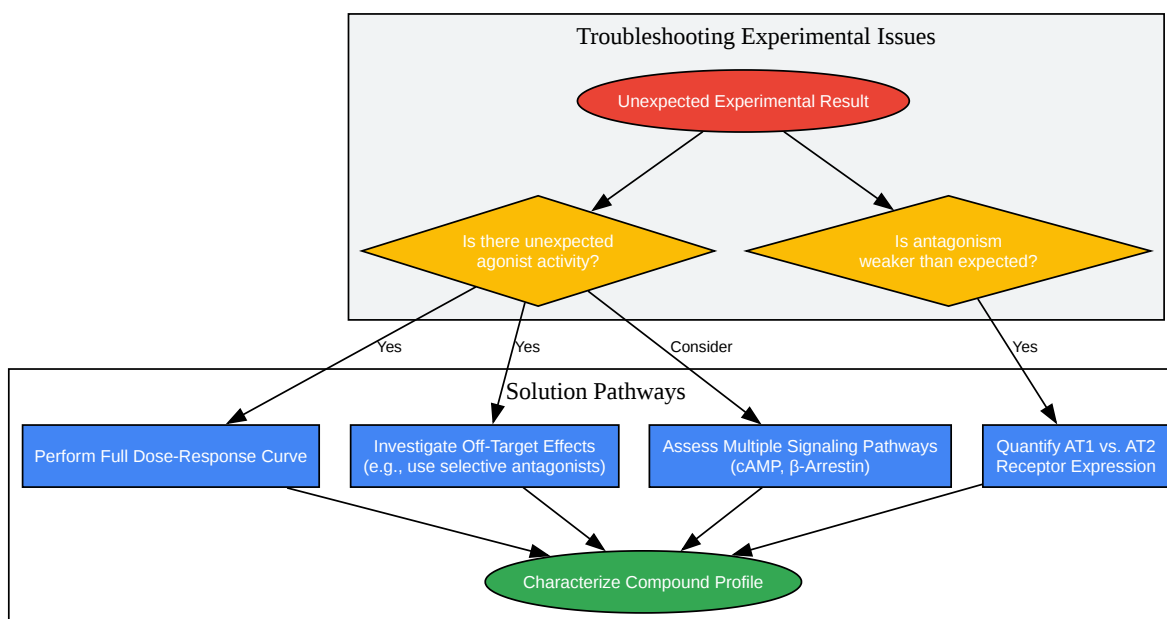 Troubleshooting Experimental Issues
Unexpected Experimental Result
Is there unexpected
agonist activity?
Is antagonism
weaker than expected?
Yes
Yes
Consider
Yes
Solution Pathways
Perform Full Dose-Response Curve
Investigate Off-Target Effects
(e.g., use selective antagonists)
Assess Multiple Signaling Pathways
(cAMP, β-Arrestin)
Quantify AT1 vs. AT2
Receptor Expression
Characterize Compound Profile